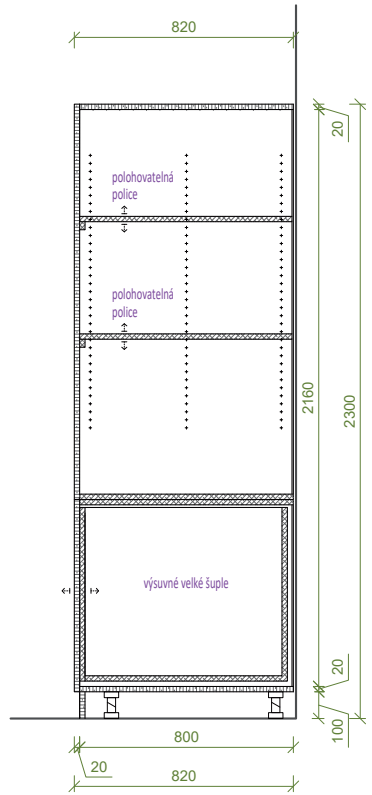 820
20
polohovatelná
police
polohovatelná
police
2160
2300
výsuvné velké šuple
20
100
800
20
820